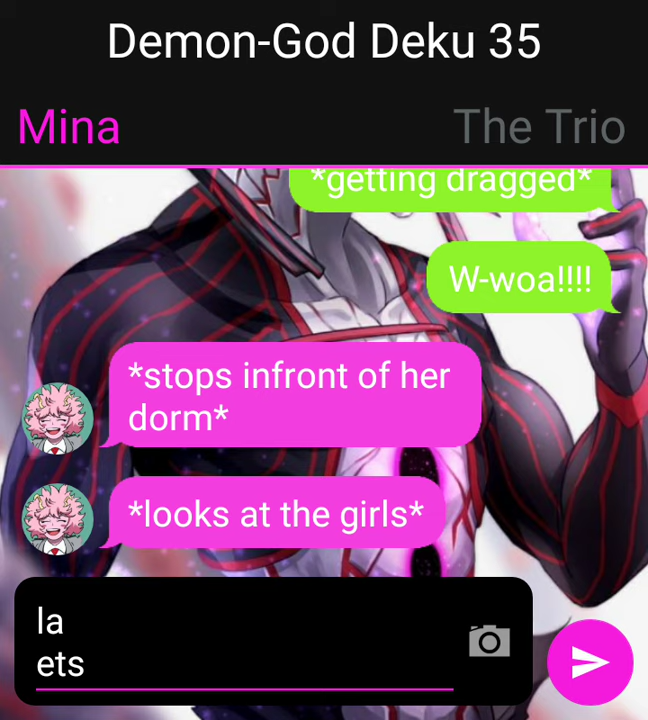 Demon-God Deku 35
Mina
The Trio
*getting dragged*
W-woa!!!!
*stops infront of her
dorm*
*looks at the girls*
la
ets